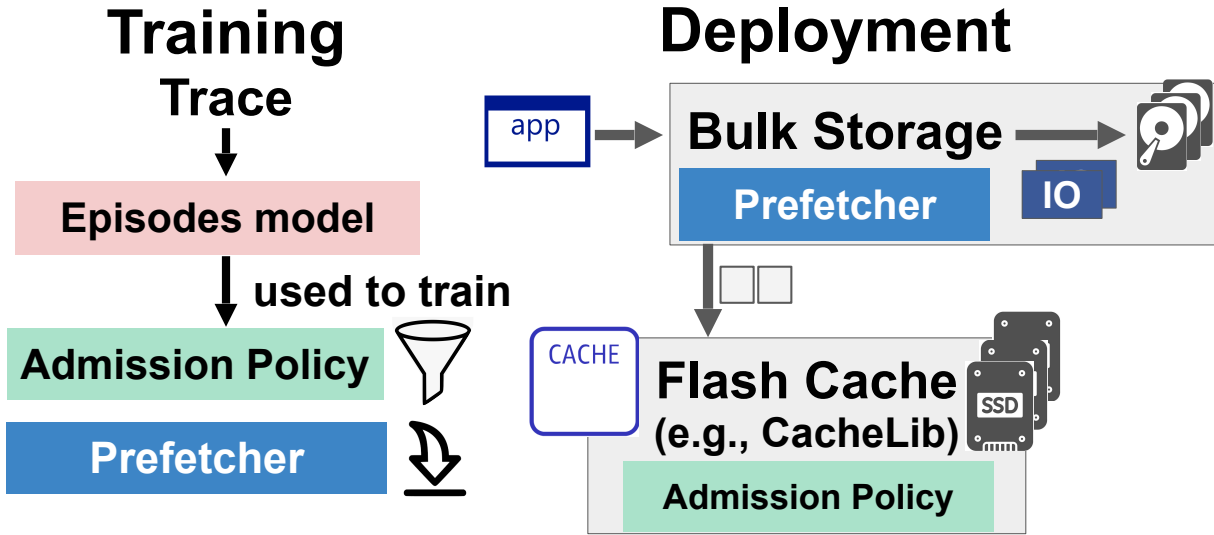 Training
Trace
Episodes model
used to train
Admission Policy
Prefetcher
Deployment
app
Bulk Storage
Prefetcher
IO
CACHE
Flash Cache
(e.g., CacheLib)
SSD
Admission Policy